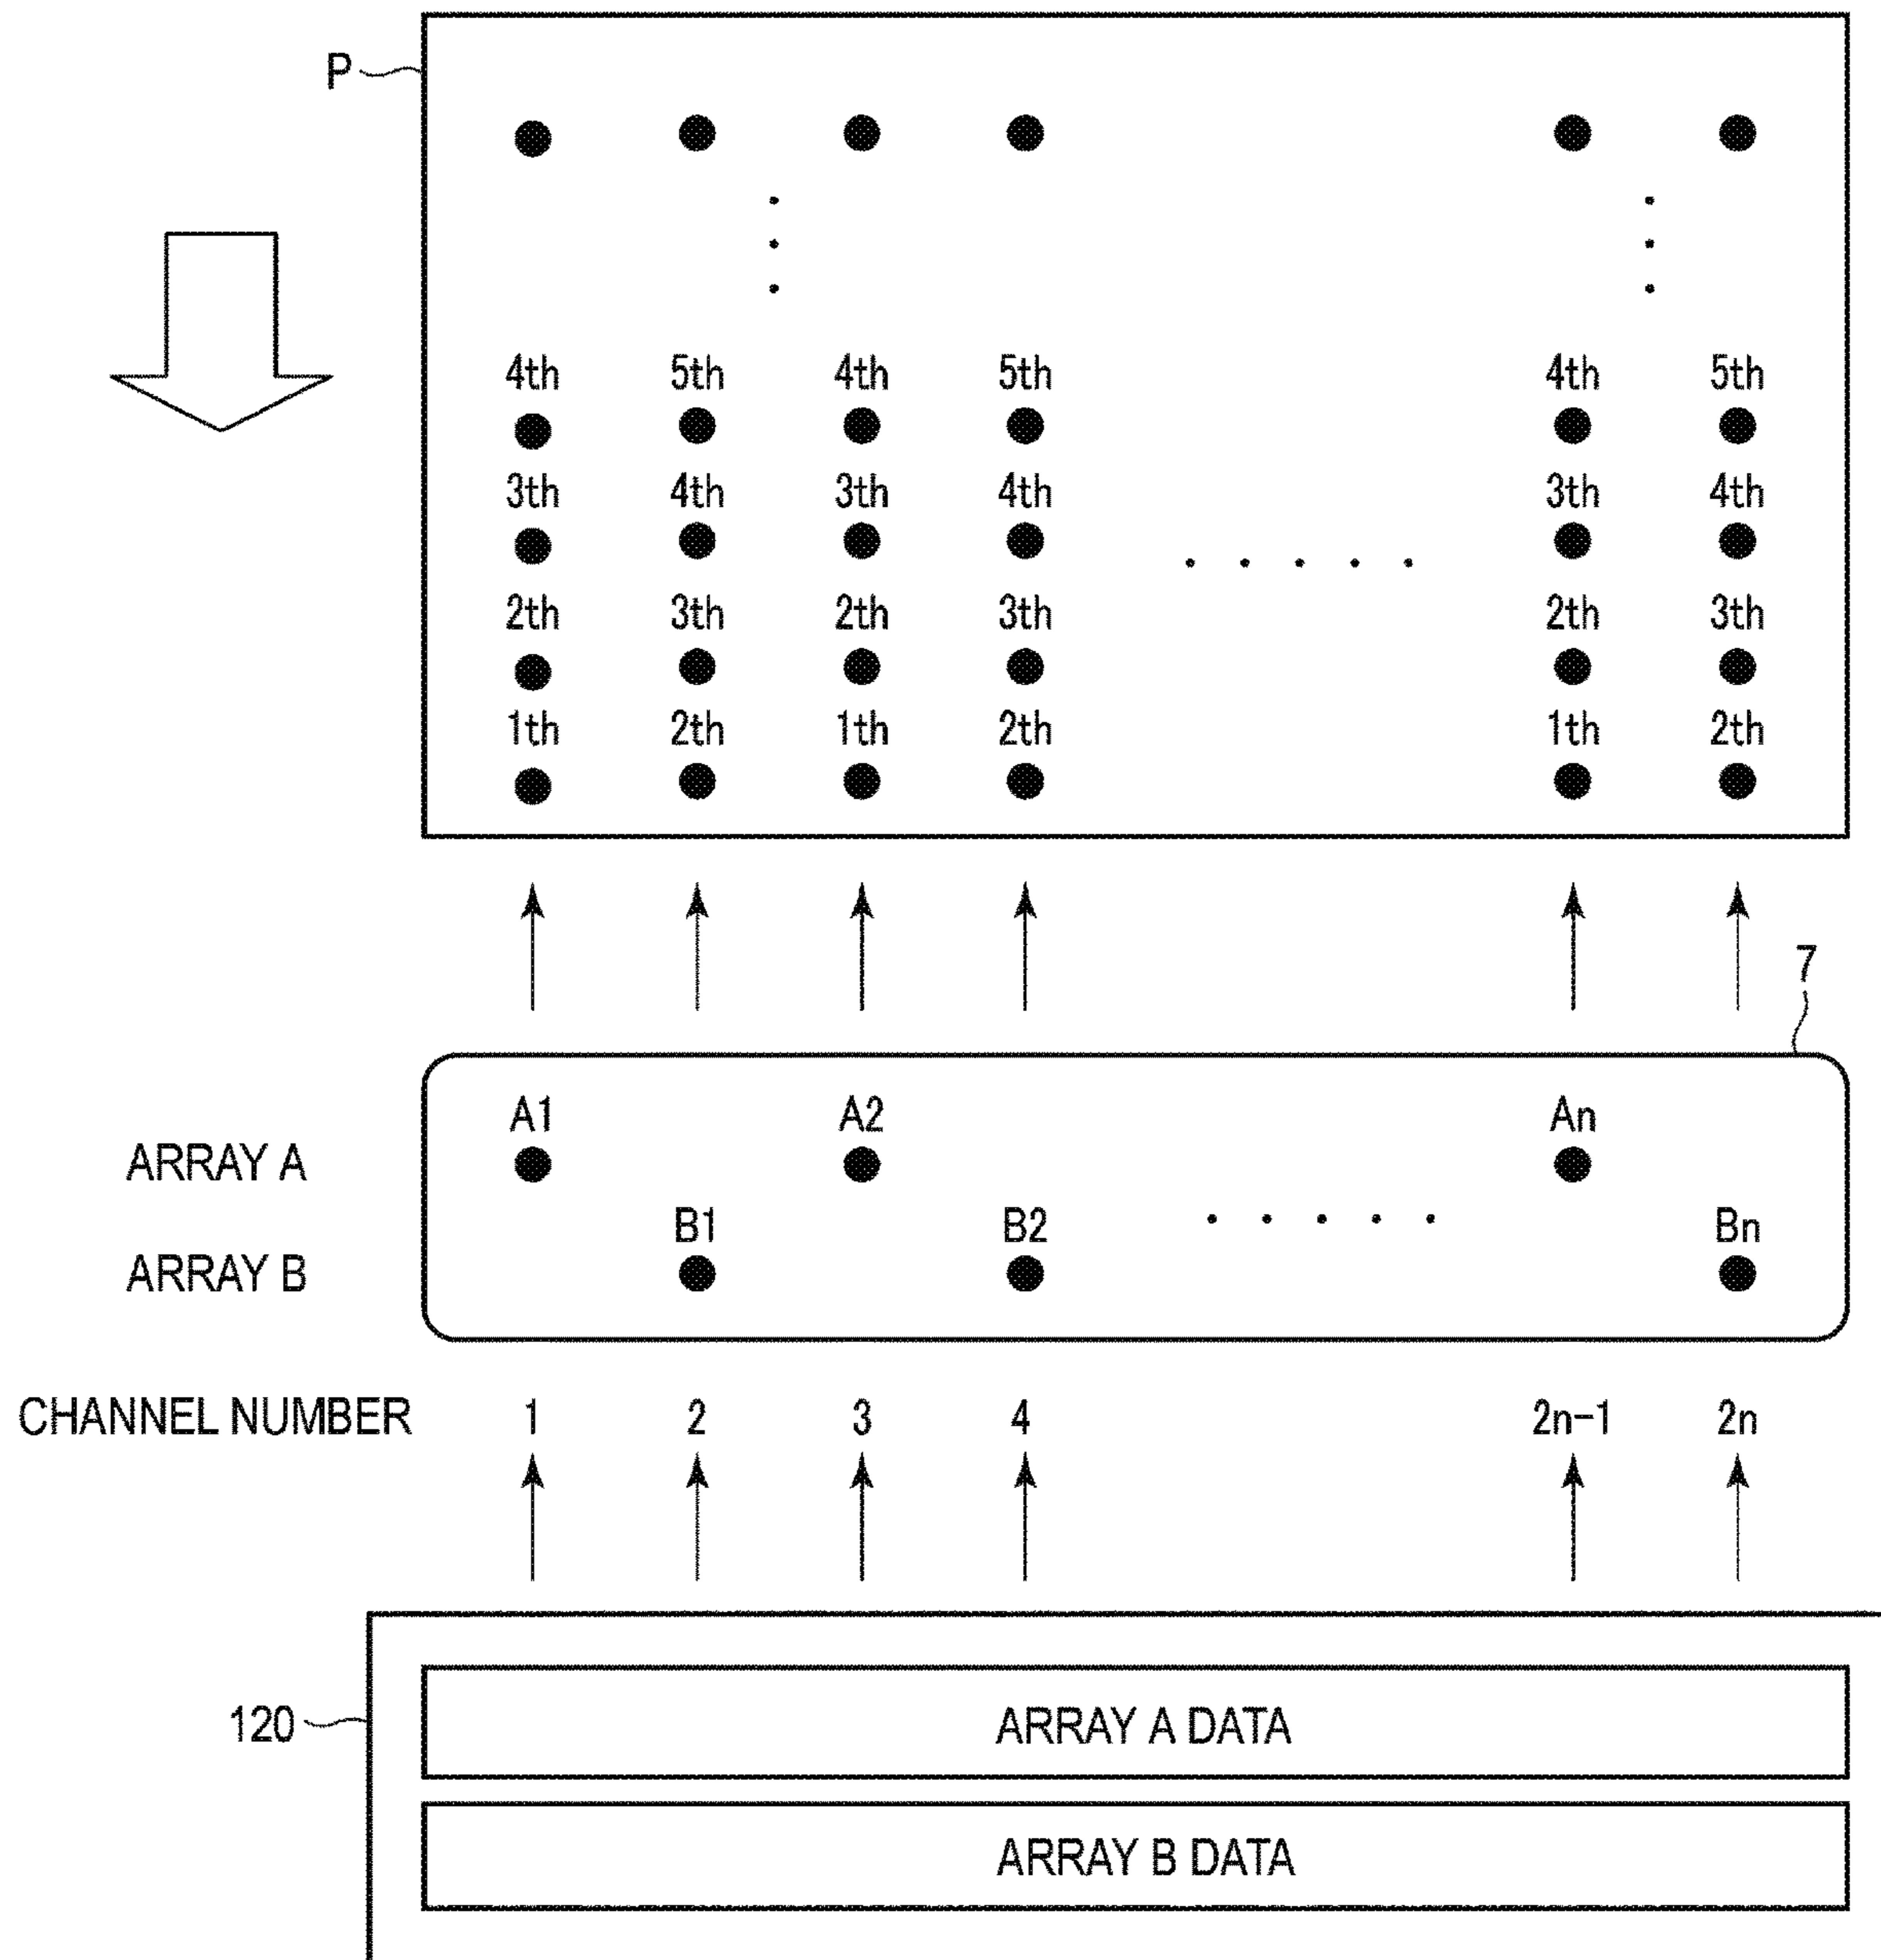 P
4th 5th 4th 5th 4th 5th
3th 4th 3th 4th 3th 4th
2th 3th 2th 3th 2th 3th
1th 2th 1th 2th 1th 2th
7
A1 A2 An
ARRAY A
B1 B2 Bn
ARRAY B
CHANNEL NUMBER 1 2 3 4 2n-1 2n
120
ARRAY A DATA
ARRAY B DATA